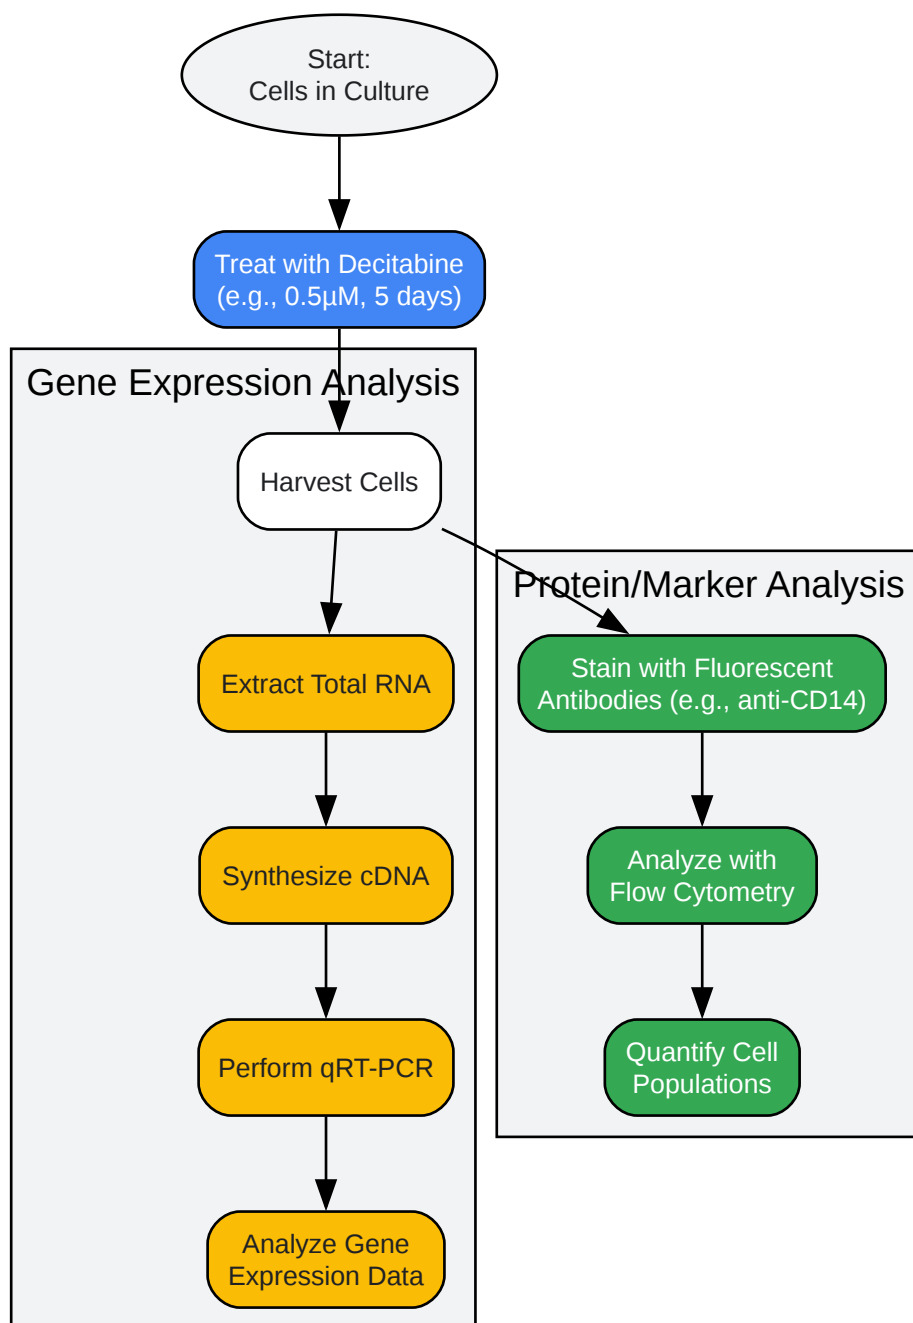 Start:
Cells in Culture
Treat with Decitabine
(e.g., 0.5µM, 5 days)
Gene Expression Analysis
Harvest Cells
Protein/Marker Analysis
Extract Total RNA
Stain with Fluorescent
Antibodies (e.g., anti-CD14)
Synthesize cDNA
Analyze with
Flow Cytometry
Perform qRT-PCR
Quantify Cell
Populations
Analyze Gene
Expression Data